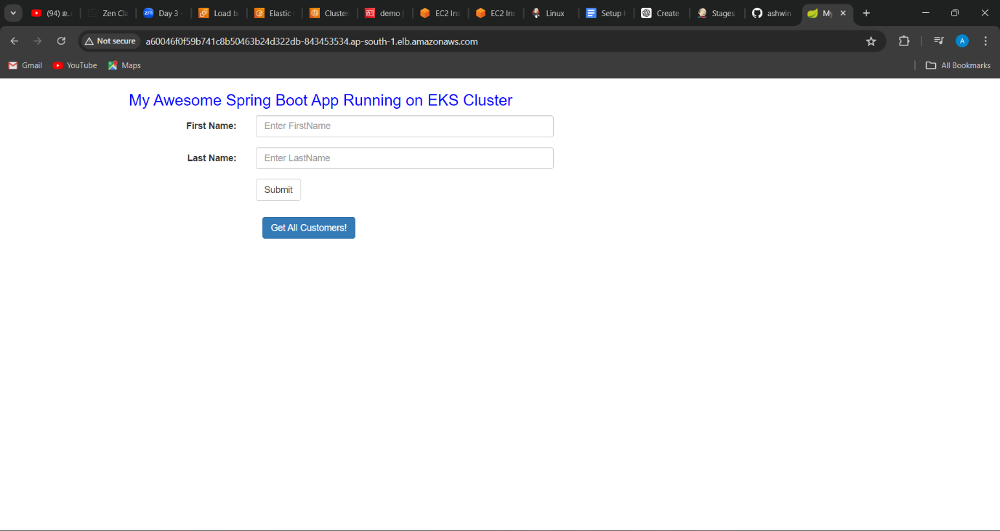 (94)
Zen Cla
Day 3
Load b
Elastic
Cluster
demo
EC2 Ins
EC2 Ins
Linux
Setup
Create
Stages
ashwin
My
Not secure
a60046f0f59b741c8b50463b24d322db-843453534.ap-south-1.elb.amazonaws.com
A
Gmail
YouTube
Maps
All Bookmarks
My Awesome Spring Boot App Running on EKS Cluster
First Name:
Enter FirstName
Last Name:
Enter LastName
Submit
Get All Customers!